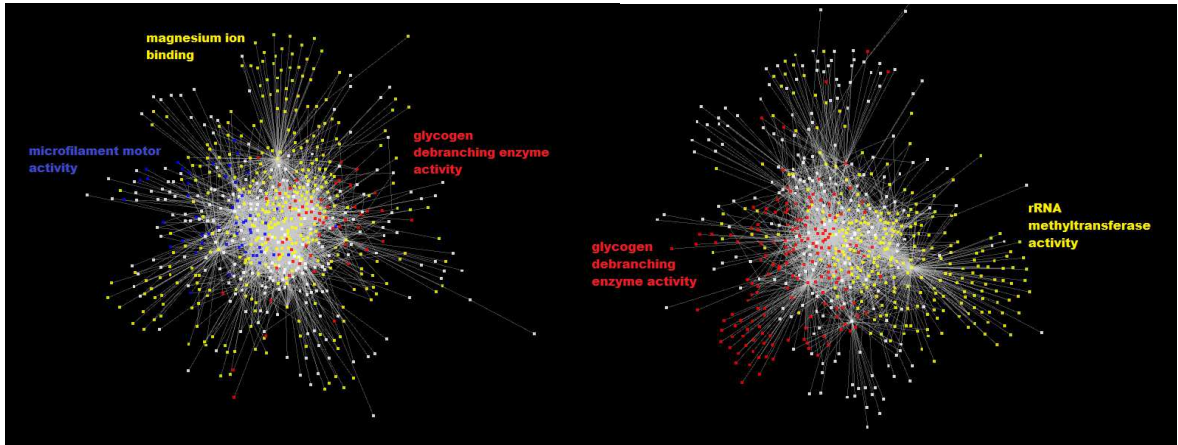 magnesium ion
binding
microfilament motor
activity
glycogen
debranching enzyme
activity
glycogen
debranching
enzyme activity
rRNA
methyltransferase
activity